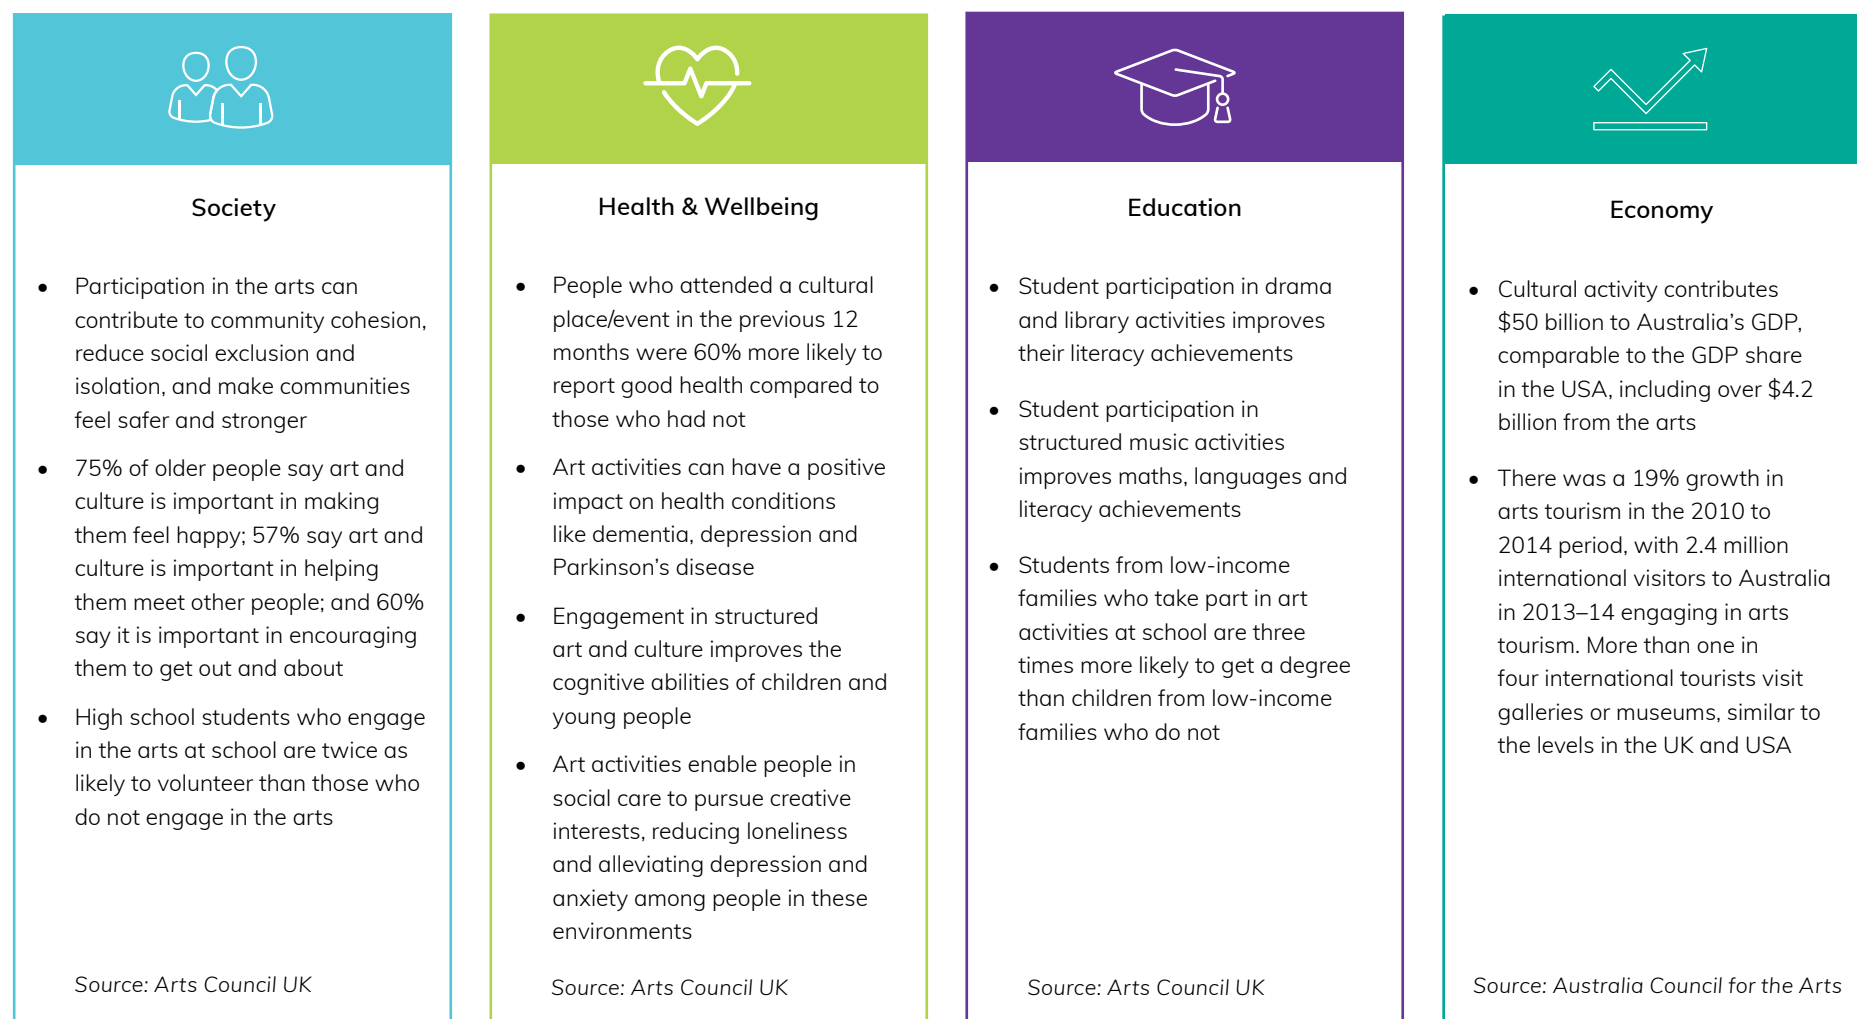 Society
• Participation in the arts can
contribute to community cohesion,
reduce social exclusion and
isolation, and make communities
feel safer and stronger
• 75% of older people say art and
culture is important in making
them feel happy; 57% say art and
culture is important in helping
them meet other people; and 60%
say it is important in encouraging
them to get out and about
• High school students who engage
in the arts at school are twice as
likely to volunteer than those who
do not engage in the arts
Source: Arts Council UK
Health & Wellbeing
• People who attended a cultural
place/event in the previous 12
months were 60% more likely to
report good health compared to
those who had not
• Art activities can have a positive
impact on health conditions
like dementia, depression and
Parkinson’s disease
• Engagement in structured
art and culture improves the
cognitive abilities of children and
young people
• Art activities enable people in
social care to pursue creative
interests, reducing loneliness
and alleviating depression and
anxiety among people in these
environments
Source: Arts Council UK
Education
• Student participation in drama
and library activities improves
their literacy achievements
• Student participation in
structured music activities
improves maths, languages and
literacy achievements
• Students from low-income
families who take part in art
activities at school are three
times more likely to get a degree
than children from low-income
families who do not
Source: Arts Council UK
Economy
• Cultural activity contributes
$50 billion to Australia’s GDP,
comparable to the GDP share
in the USA, including over $4.2
billion from the arts
• There was a 19% growth in
arts tourism in the 2010 to
2014 period, with 2.4 million
international visitors to Australia
in 2013–14 engaging in arts
tourism. More than one in
four international tourists visit
galleries or museums, similar to
the levels in the UK and USA
Source: Australia Council for the Arts